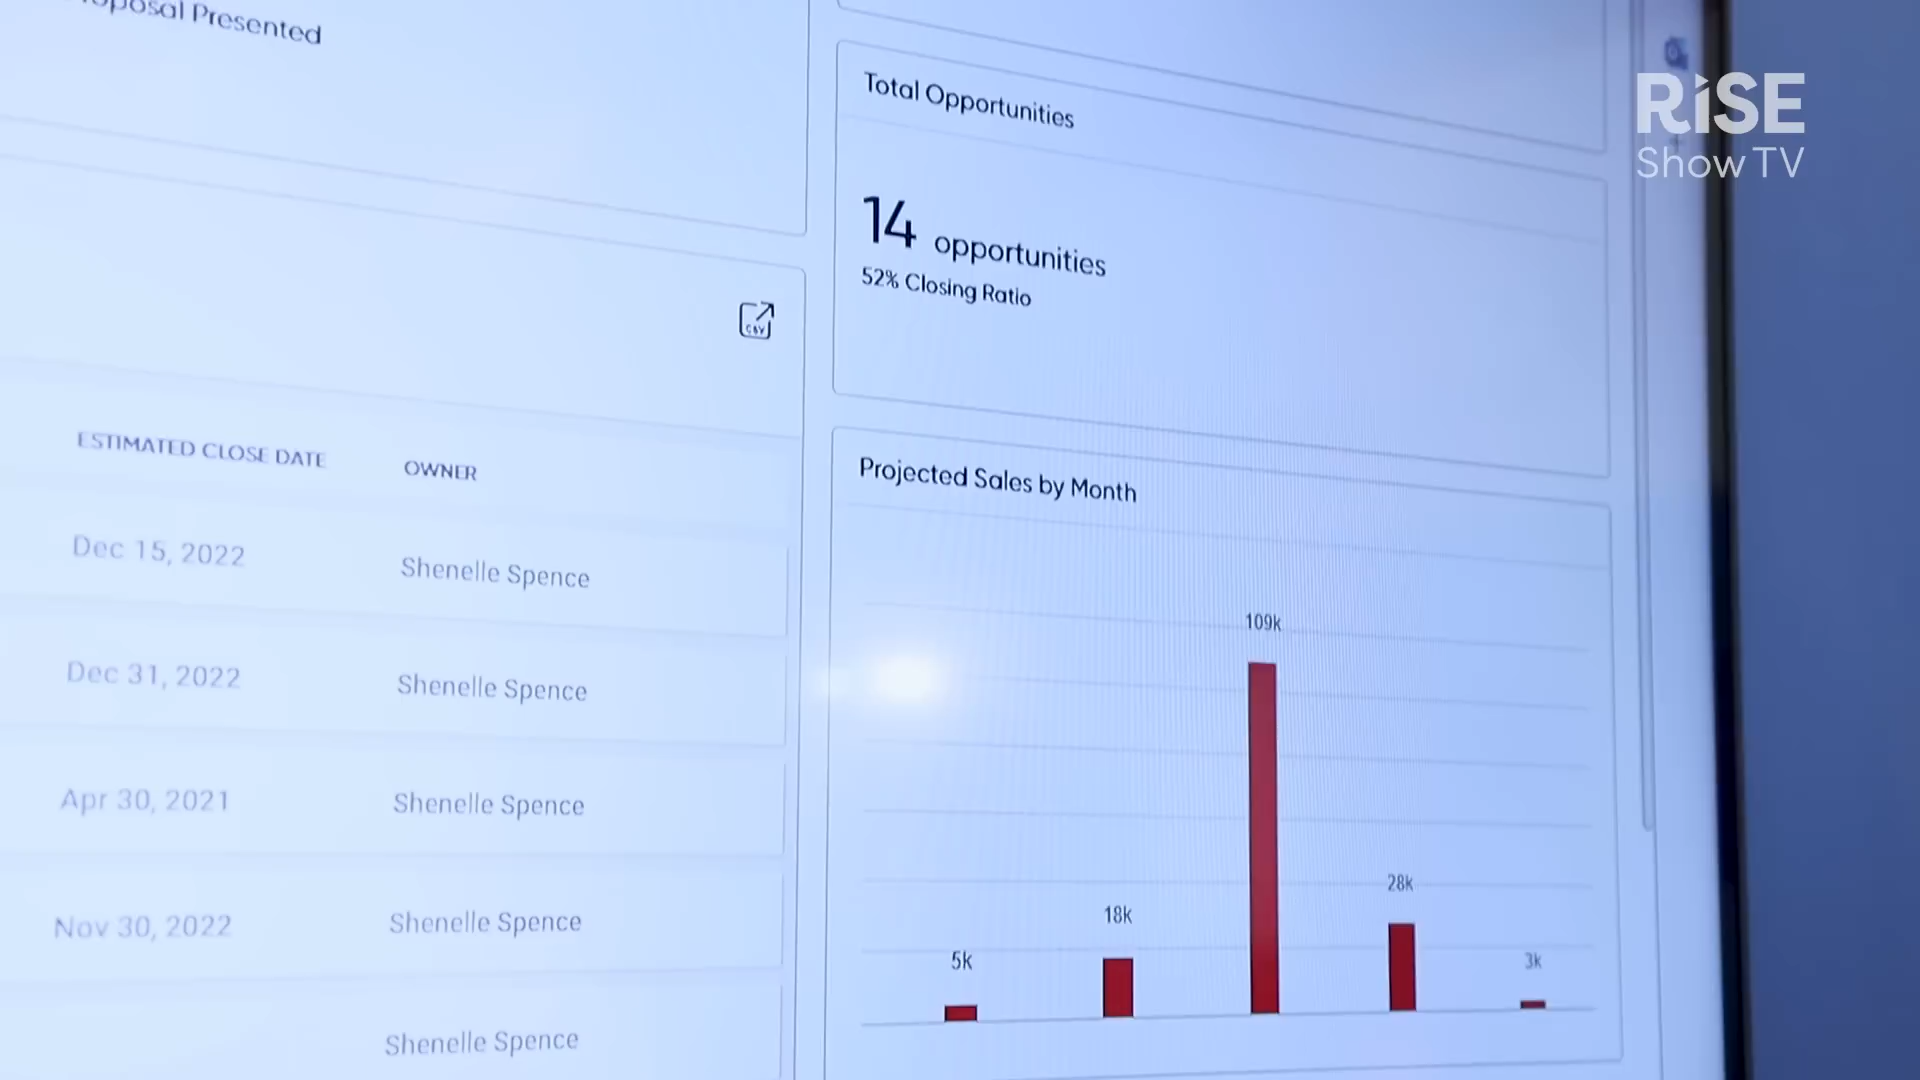 Proposal Presented
CSV
ESTIMATED CLOSE DATE OWNER
Dec 15, 2022 Shenelle Spence
Dec 31, 2022 Shenelle Spence
Apr 30, 2021 Shenelle Spence
Nov 30, 2022 Shenelle Spence
Shenelle Spence
Total Opportunities
14 opportunities
52% Closing Ratio
Projected Sales by Month
109k
28k
18k
5k
3k
RiSE
Show TV